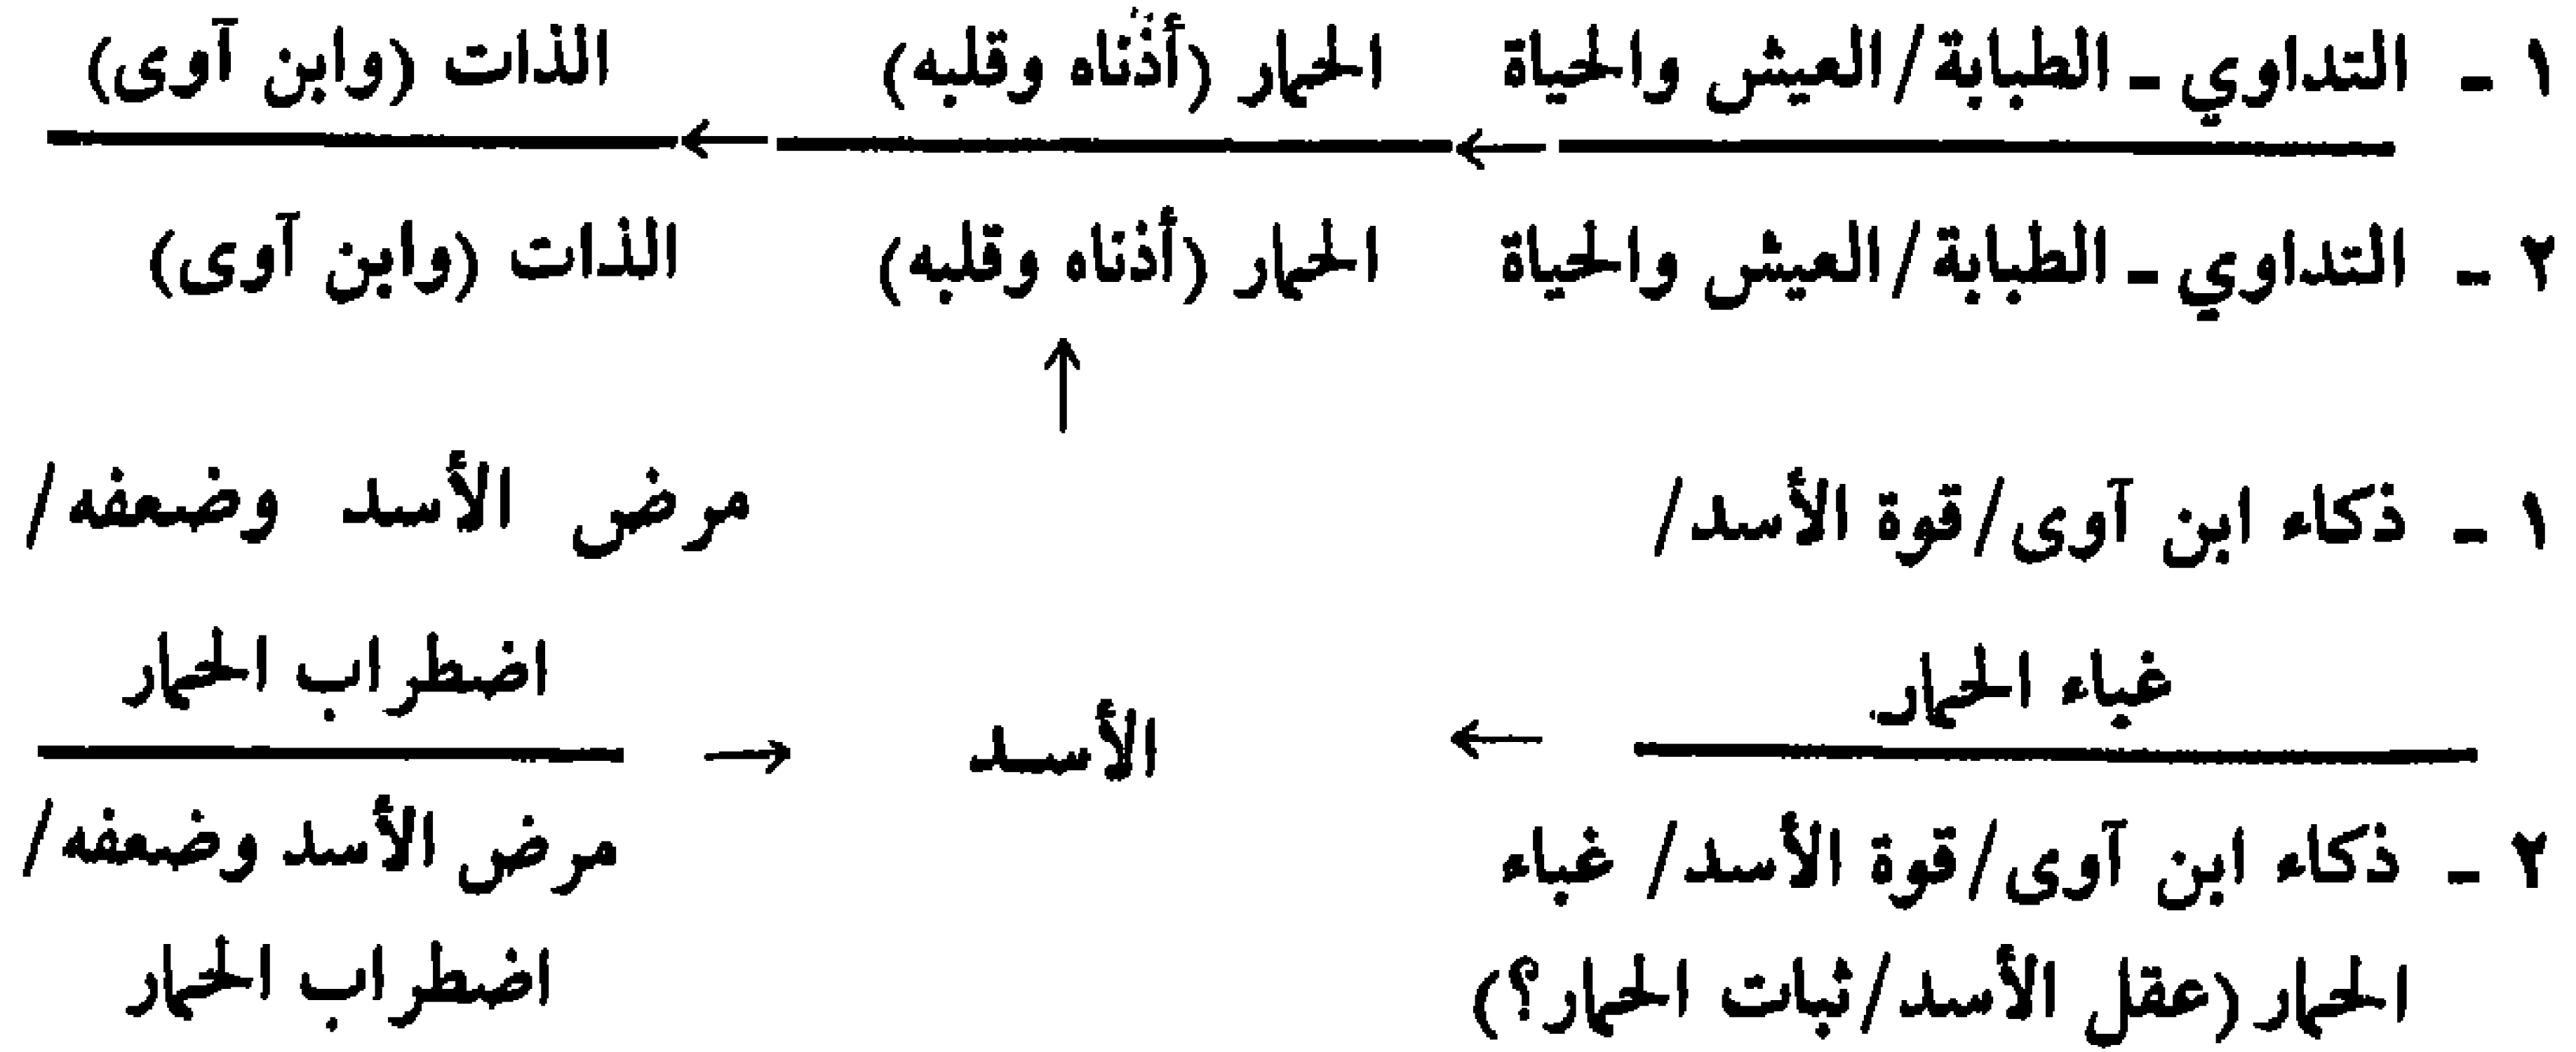 ١ - التداوي - الطبابة/العيش والحياة ← الحمار (أذناه وقلبه) ← الذات (وابن آوى)
٢ - التداوي - الطبابة/العيش والحياة الحمار (أذناه وقلبه) الذات (وابن آوى)
↑
١ - ذكاء ابن آوى/قوة الأسد/ مرض الأسد وضعفه/
غباء الحمار اضطراب الحمار
← الأسد →
٢ - ذكاء ابن آوى/قوة الأسد/ غباء مرض الأسد وضعفه/
الحمار (عقل الأسد/ثبات الحمار؟) اضطراب الحمار